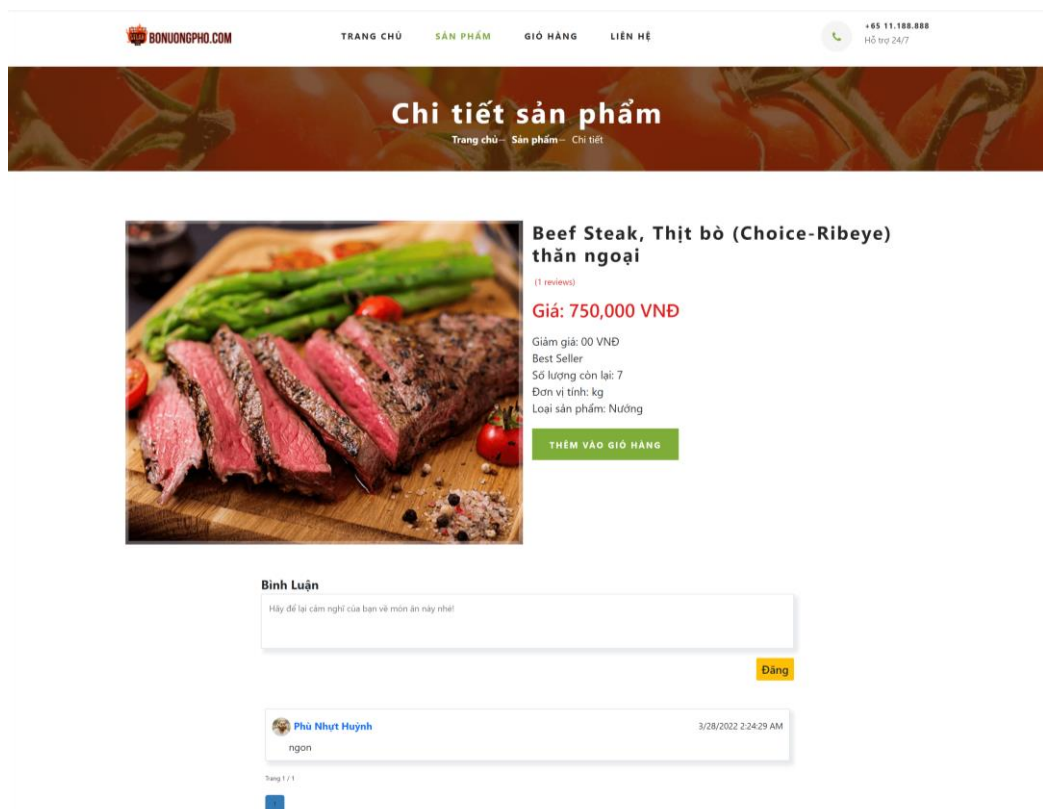 BONUONGPHO.COM
TRANG CHỦ SẢN PHẨM GIỎ HÀNG LIÊN HỆ
+65 11.188.888
Hỗ trợ 24/7
Chi tiết sản phẩm
Trang chủ— Sản phẩm— Chi tiết
Beef Steak, Thịt bò (Choice-Ribeye)
thăn ngoại
(1 reviews)
Giá: 750,000 VNĐ
Giảm giá: 00 VNĐ
Best Seller
Số lượng còn lại: 7
Đơn vị tính: kg
Loại sản phẩm: Nướng
THÊM VÀO GIỎ HÀNG
Bình Luận
Hãy để lại cảm nghĩ của bạn về món ăn này nhé!
Đăng
Phù Nhựt Huỳnh 3/28/2022 2:24:29 AM
ngon
Trang 1 / 1
1